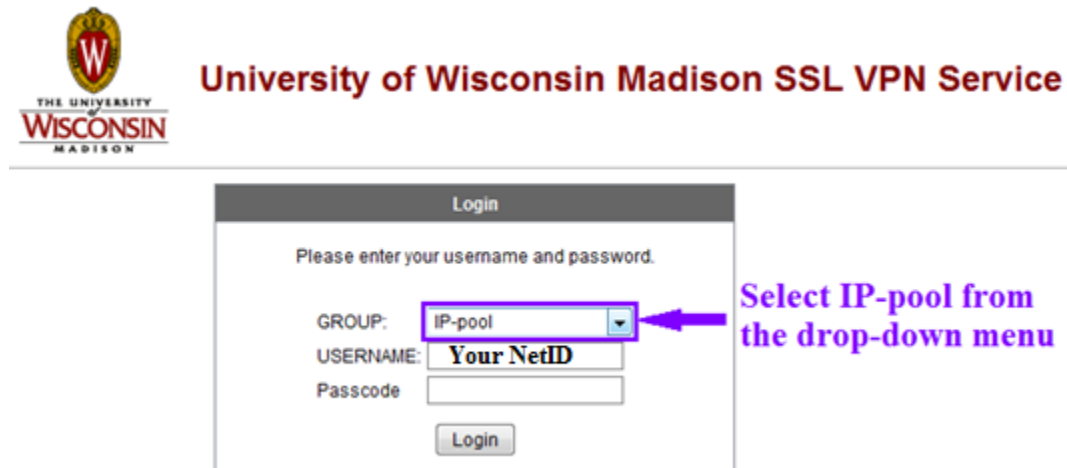 W
THE UNIVERSITY
of
WISCONSIN
MADISON
University of Wisconsin Madison SSL VPN Service
Login
Please enter your username and password.
GROUP: IP-pool
USERNAME: Your NetID
Passcode
Login
Select IP-pool from
the drop-down menu